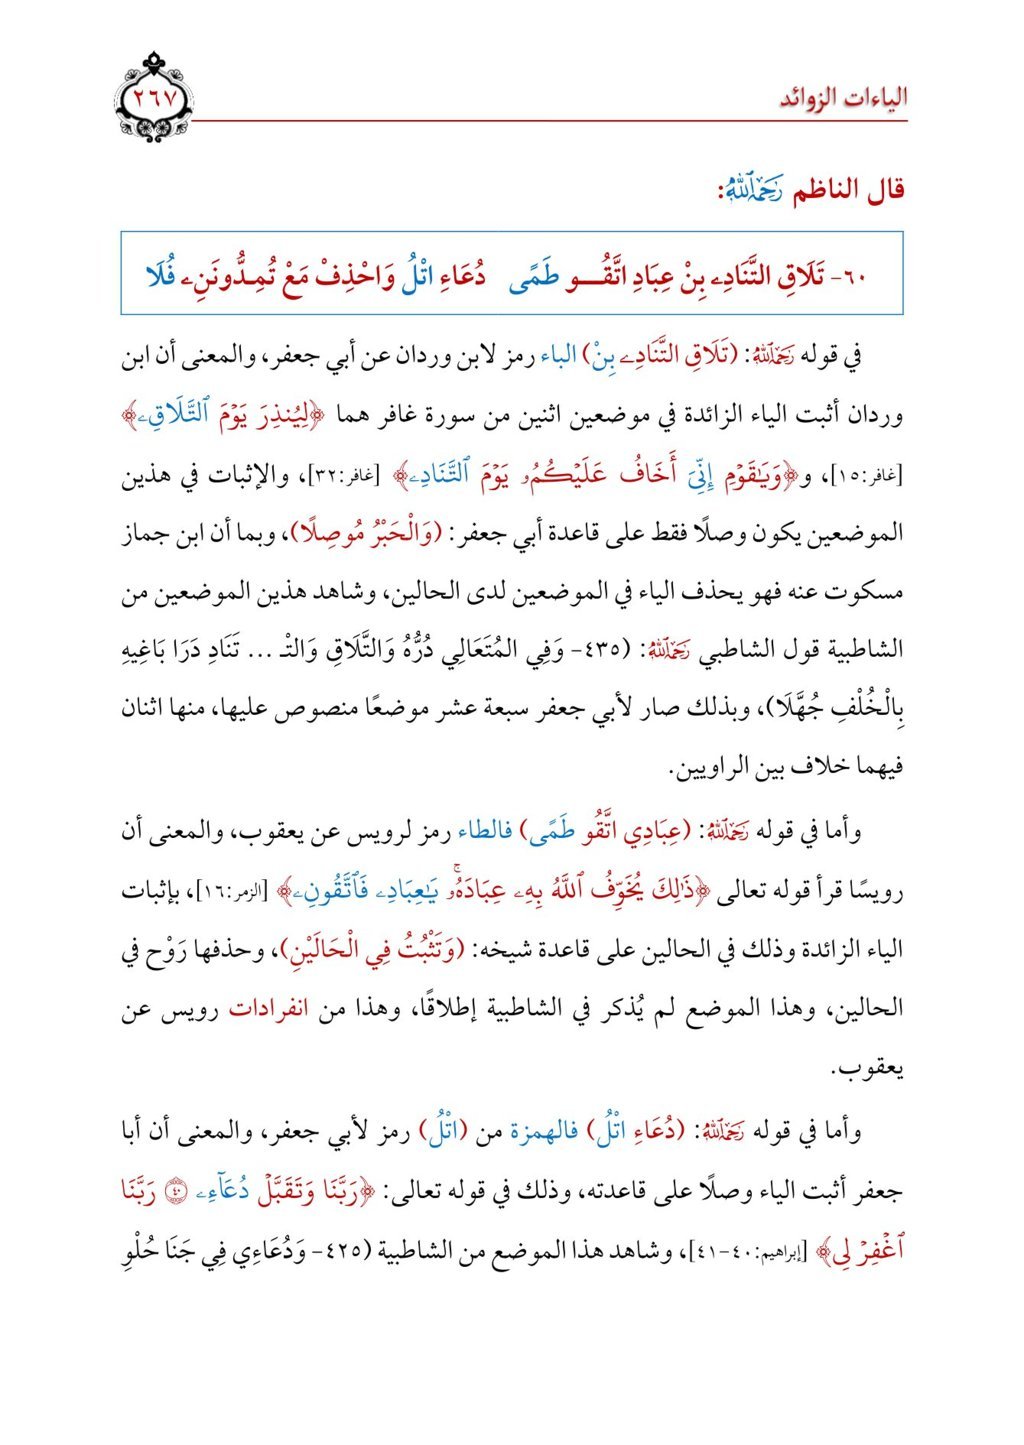 الياءات الزوائد
٢٦٧
قال الناظم رَحِمَهُ ٱللَّهُ:
٦٠- تَلَاقِ التَّنَادِۦ بِنْ عِبَادِ اتَّقُـــو طَمًى دُعَاءِ اتْلُ وَاحْذِفْ مَعْ تُمِدُّونَنِۦ فُلَا
في قوله رَحِمَهُ ٱللَّهُ: (تَلَاقِ التَّنَادِۦ بِنْ) الباء رمز لابن وردان عن أبي جعفر، والمعنى أن ابن
وردان أثبت الياء الزائدة في موضعين اثنين من سورة غافر هما ﴿لِيُنذِرَ يَوْمَ ٱلتَّلَاقِۦ﴾
[غافر:١٥]، و﴿وَيَٰقَوْمِ إِنِّيَ أَخَافُ عَلَيْكُمُۥ يَوْمَ ٱلتَّنَادِۦ﴾ [غافر:٣٢]، والإثبات في هذين
الموضعين يكون وصلًا فقط على قاعدة أبي جعفر: (وَالْحَبْرُ مُوصِلًا)، وبما أن ابن جماز
مسكوت عنه فهو يحذف الياء في الموضعين لدى الحالين، وشاهد هذين الموضعين من
الشاطبية قول الشاطبي رَحِمَهُ ٱللَّهُ: (٤٣٥- وَفِي المُتَعَالِي دُرُّهُ وَالتَّلَاقِ وَالتْـ ... تَنَادِ دَرَا بَاغِيهِ
بِالْخُلْفِ جُهَّلَا)، وبذلك صار لأبي جعفر سبعة عشر موضعًا منصوص عليها، منها اثنان
فيهما خلاف بين الراويين.
وأما في قوله رَحِمَهُ ٱللَّهُ: (عِبَادِي اتَّقُو طَمًى) فالطاء رمز لرويس عن يعقوب، والمعنى أن
رويسًا قرأ قوله تعالى ﴿ذَٰلِكَ يُخَوِّفُ ٱللَّهُ بِهِۦ عِبَادَهُۥۚ يَٰعِبَادِۦ فَٱتَّقُونِۦ﴾ [الزمر:١٦]، بإثبات
الياء الزائدة وذلك في الحالين على قاعدة شيخه: (وَتَثْبُتُ فِي الْحَالَيْنِ)، وحذفها رَوْح في
الحالين، وهذا الموضع لم يُذكر في الشاطبية إطلاقًا، وهذا من انفرادات رويس عن
يعقوب.
وأما في قوله رَحِمَهُ ٱللَّهُ: (دُعَاءِ اتْلُ) فالهمزة من (اتْلُ) رمز لأبي جعفر، والمعنى أن أبا
جعفر أثبت الياء وصلًا على قاعدته، وذلك في قوله تعالى: ﴿رَبَّنَا وَتَقَبَّلْ دُعَآءِۦ ۝٤٠ رَبَّنَا
ٱغْفِرْ لِي﴾ [إبراهيم:٤٠-٤١]، وشاهد هذا الموضع من الشاطبية (٤٢٥- وَدُعَاءِي فِي جَنَا حُلْوِ